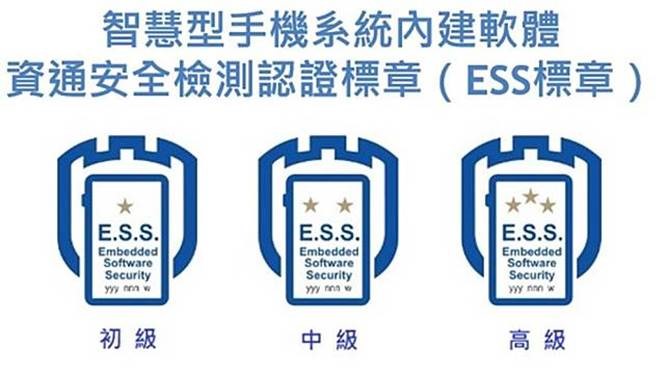 智慧型手機系統內建軟體
資通安全檢測認證標章（ESS標章）
E.S.S.
Embedded
Software
Security
yyy nnn w
初級
E.S.S.
Embedded
Software
Security
yyy nnn w
中級
E.S.S.
Embedded
Software
Security
yyy nnn w
高級